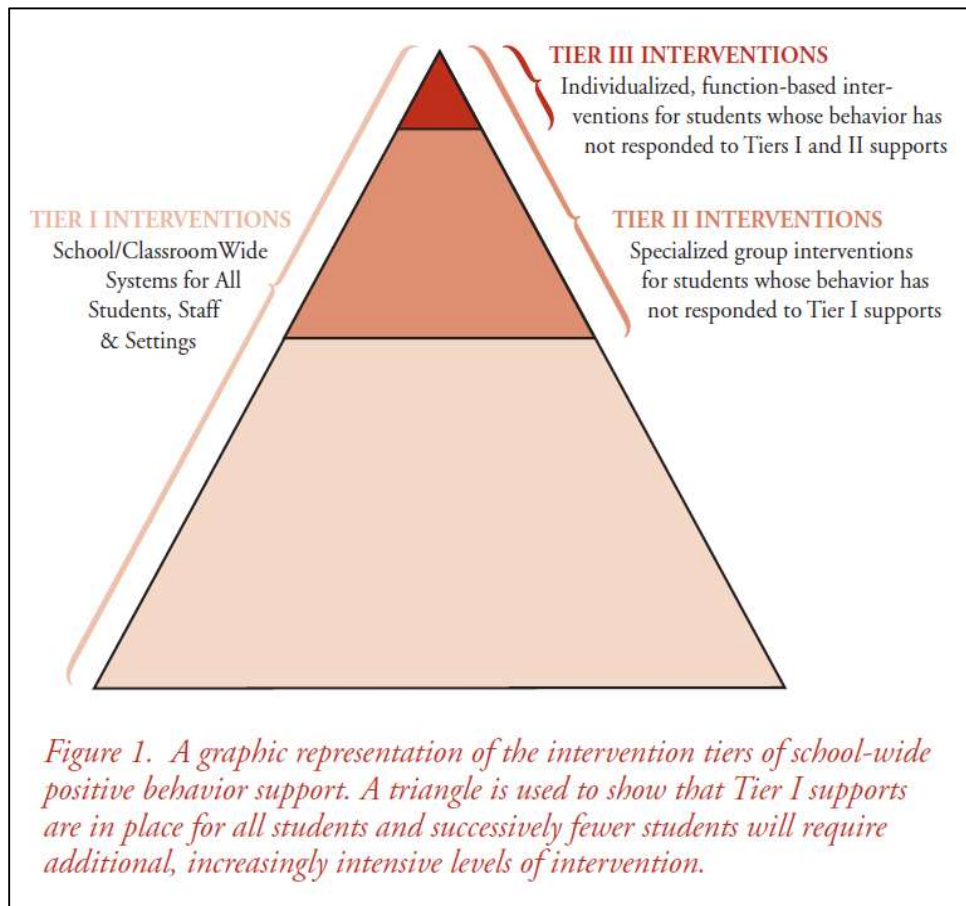 TIER III INTERVENTIONS
Individualized, function-based inter-
ventions for students whose behavior has
not responded to Tiers I and II supports
TIER I INTERVENTIONS
School/ClassroomWide
Systems for All
Students, Staff
& Settings
TIER II INTERVENTIONS
Specialized group interventions
for students whose behavior has
not responded to Tier I supports
Figure 1. A graphic representation of the intervention tiers of school-wide
positive behavior support. A triangle is used to show that Tier I supports
are in place for all students and successively fewer students will require
additional, increasingly intensive levels of intervention.